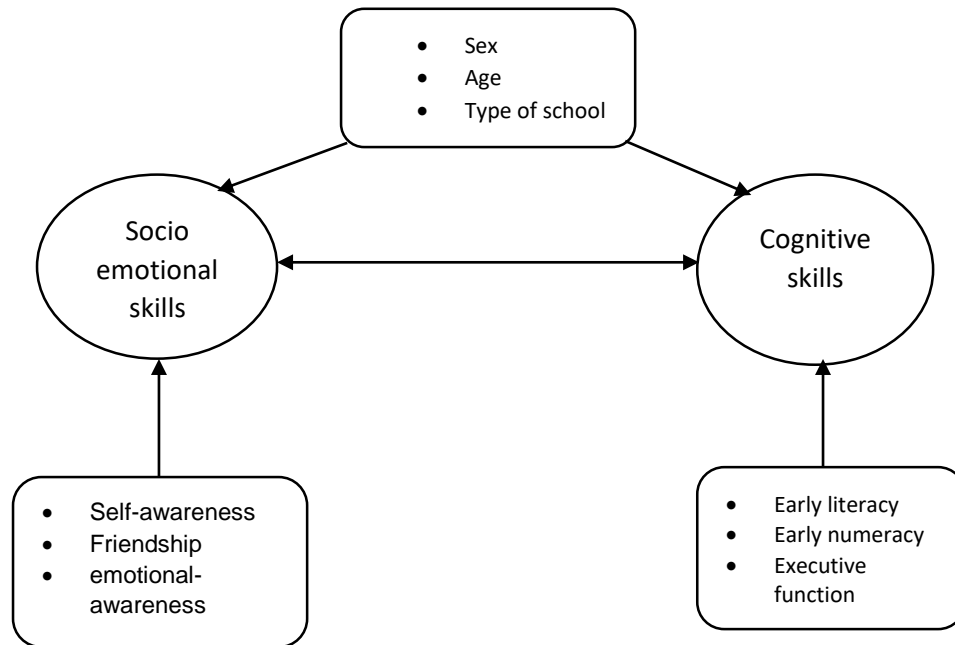 • Sex
• Age
• Type of school
Socio
emotional
skills
Cognitive
skills
• Self-awareness
• Friendship
• emotional-
awareness
• Early literacy
• Early numeracy
• Executive
function